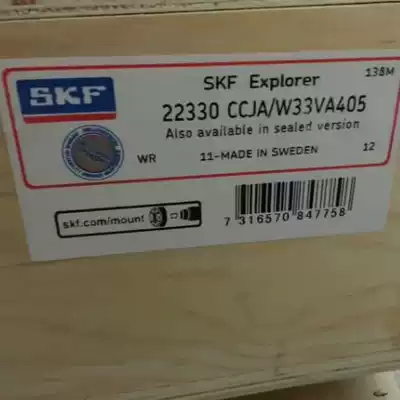 138M
SKF
SKF Explorer
22330 CCJA/W33VA405
Also available in sealed version
WR 11-MADE IN SWEDEN 12
skf.com/mount
7 316570 847758